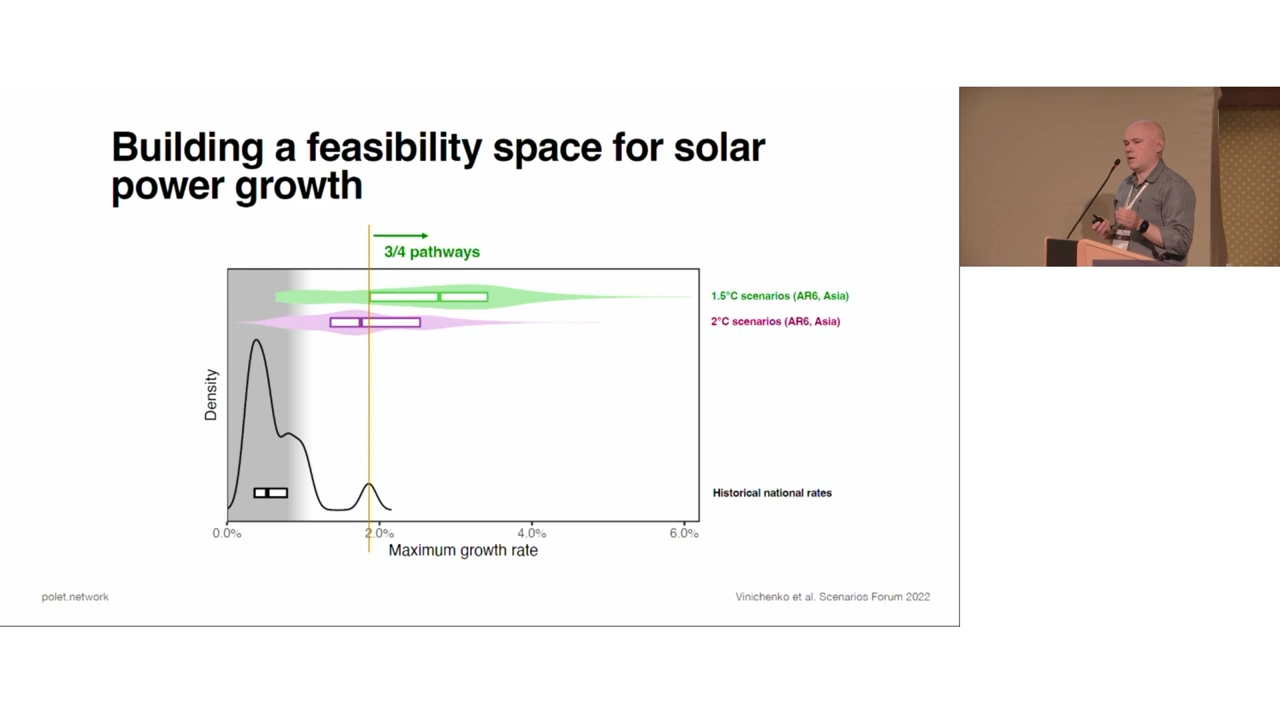 Building a feasibility space for solar
power growth
3/4 pathways
1.5°C scenarios (AR6, Asia)
2°C scenarios (AR6, Asia)
Density
Historical national rates
0.0%
2.0%
4.0%
6.0%
Maximum growth rate
polet.network
Vinichenko et al. Scenarios Forum 2022